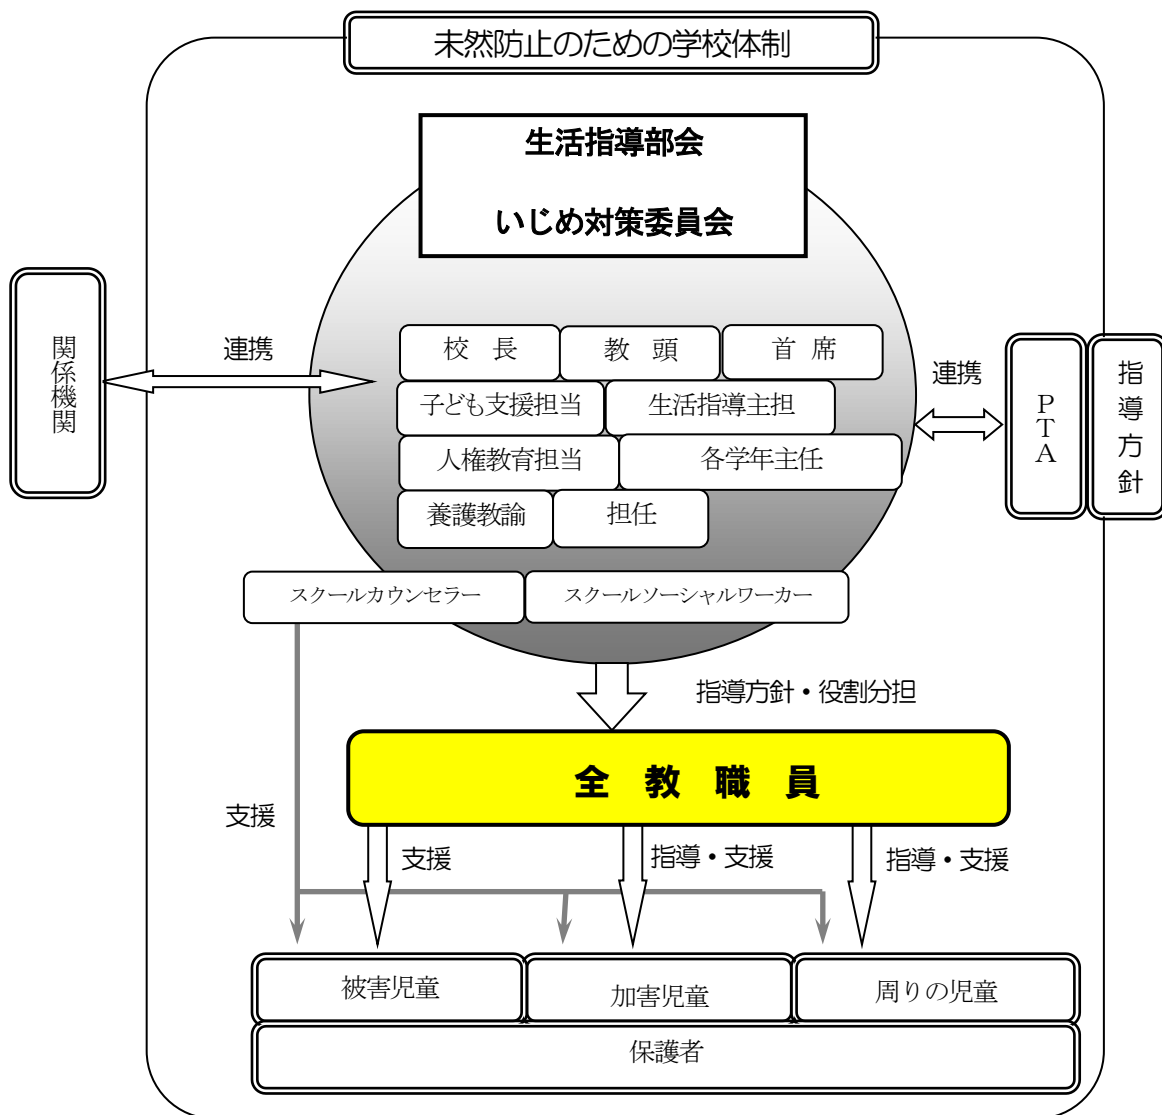 未然防止のための学校体制
生活指導部会
いじめ対策委員会
関係機関
連携
校　長
教　頭
首　席
子ども支援担当
生活指導主担
人権教育担当
各学年主任
養護教諭
担任
連携
ＰＴＡ
指導方針
スクールカウンセラー
スクールソーシャルワーカー
指導方針・役割分担
全　教　職　員
支援
支援
指導・支援
指導・支援
被害児童
加害児童
周りの児童
保護者